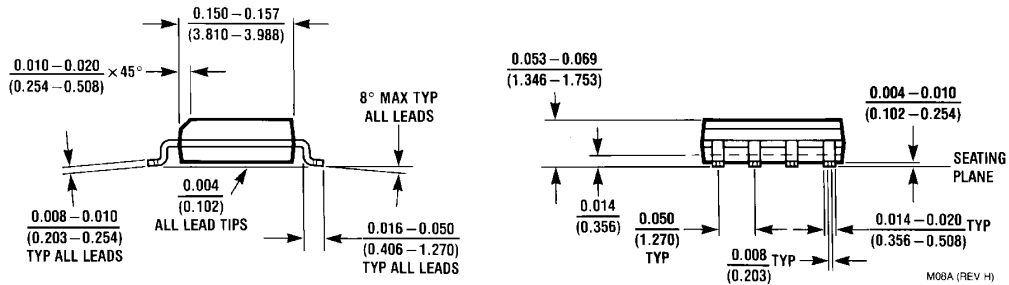 0.150 – 0.157
(3.810 – 3.988)
0.010 – 0.020
(0.254 – 0.508)
× 45°
8° MAX TYP
ALL LEADS
0.004
(0.102)
ALL LEAD TIPS
0.008 – 0.010
(0.203 – 0.254)
TYP ALL LEADS
0.016 – 0.050
(0.406 – 1.270)
TYP ALL LEADS
0.053 – 0.069
(1.346 – 1.753)
0.004 – 0.010
(0.102 – 0.254)
SEATING
PLANE
0.014
(0.356)
0.050
(1.270)
TYP
0.008
(0.203)
TYP
0.014 – 0.020
(0.356 – 0.508)
TYP
M08A (REV H)